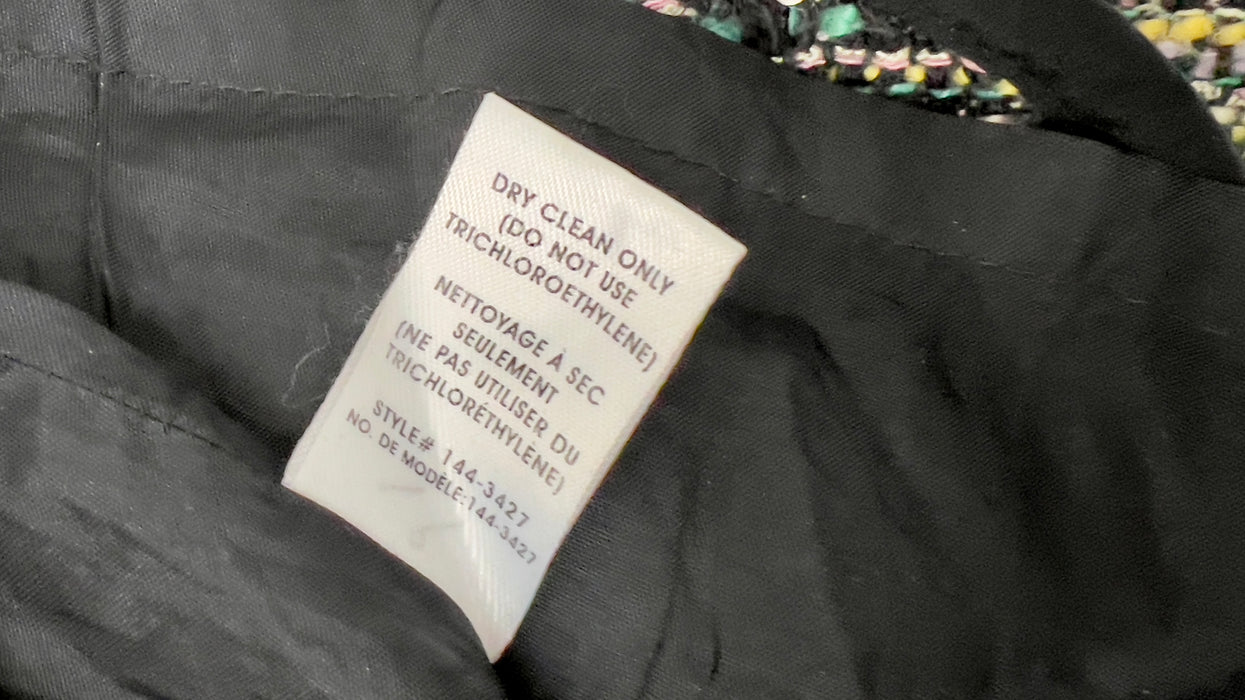 DRY CLEAN ONLY
(DO NOT USE
TRICHLOROETHYLENE)
NETTOYAGE À SEC
SEULEMENT
(NE PAS UTILISER DU
TRICHLORÉTHYLÈNE)
STYLE# 144-3427
NO. DE MODÈLE:144-3427